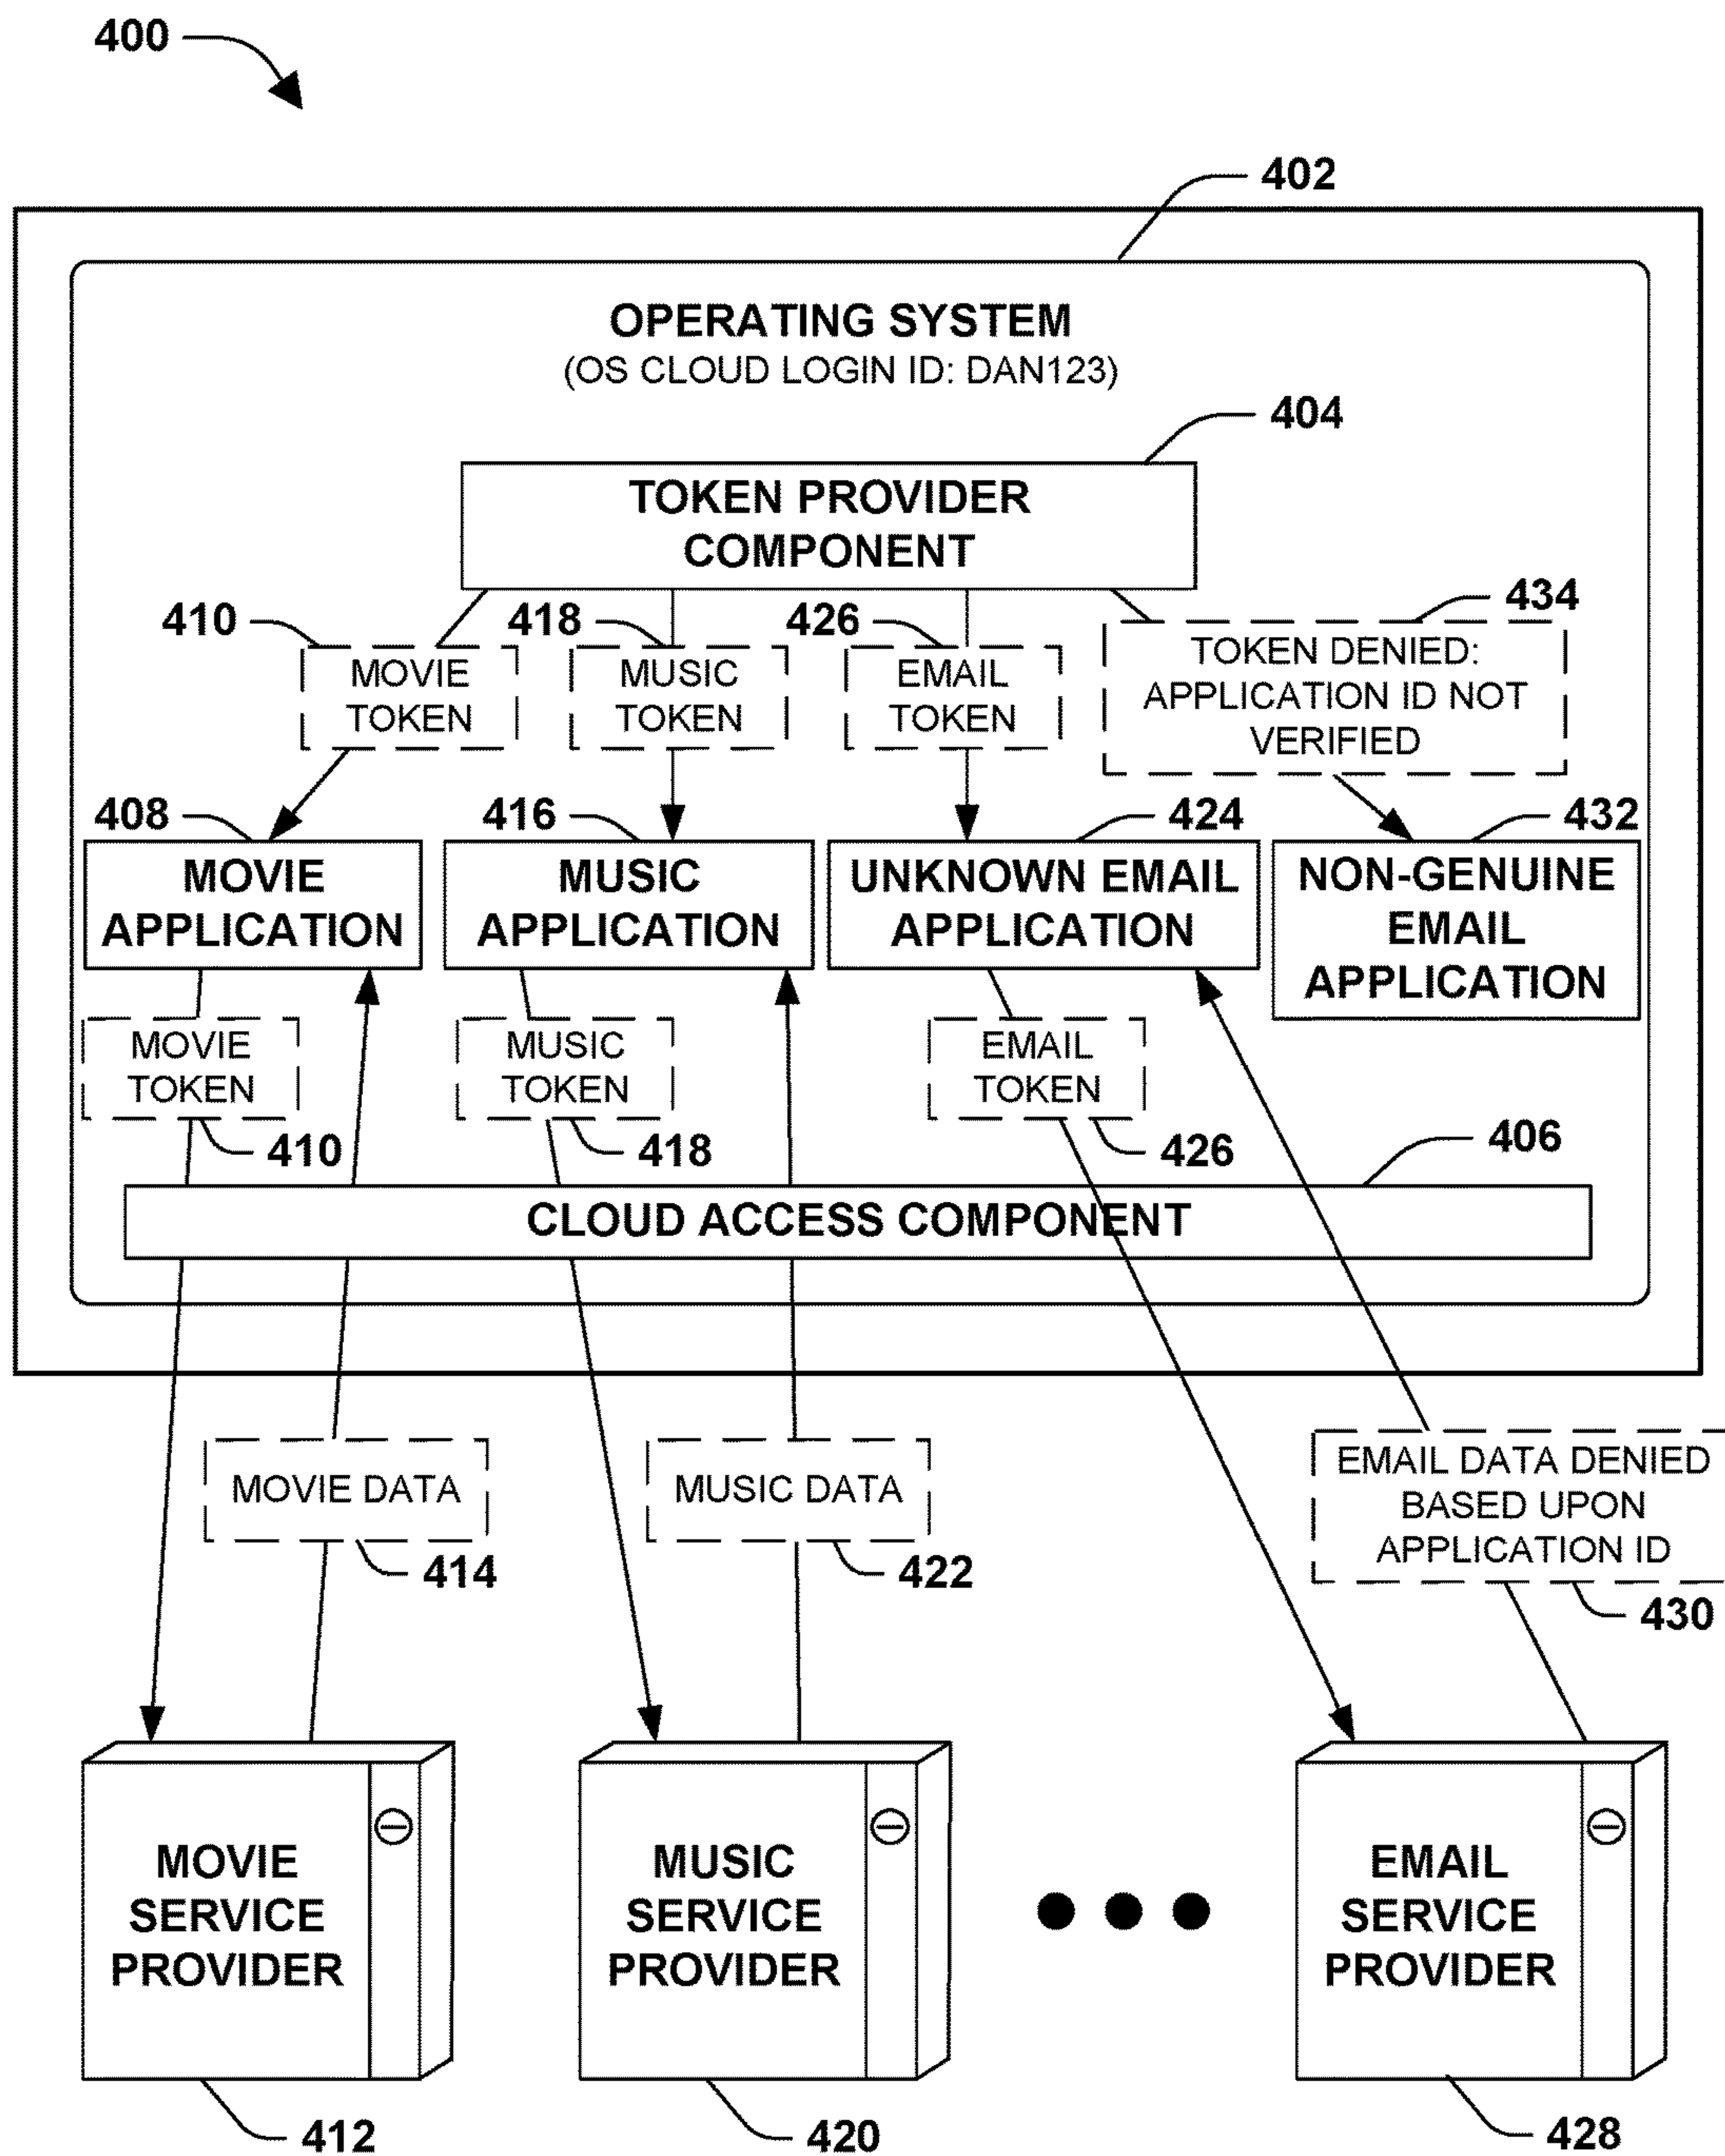 400
402
OPERATING SYSTEM
(OS CLOUD LOGIN ID: DAN123)
404
TOKEN PROVIDER
COMPONENT
410
MOVIE
TOKEN
418
MUSIC
TOKEN
426
EMAIL
TOKEN
434
TOKEN DENIED:
APPLICATION ID NOT
VERIFIED
408
MOVIE
APPLICATION
416
MUSIC
APPLICATION
424
UNKNOWN EMAIL
APPLICATION
432
NON-GENUINE
EMAIL
APPLICATION
MOVIE
TOKEN
410
MUSIC
TOKEN
418
EMAIL
TOKEN
426
406
CLOUD ACCESS COMPONENT
MOVIE DATA
414
MUSIC DATA
422
EMAIL DATA DENIED
BASED UPON
APPLICATION ID
430
MOVIE
SERVICE
PROVIDER
412
MUSIC
SERVICE
PROVIDER
420
EMAIL
SERVICE
PROVIDER
428